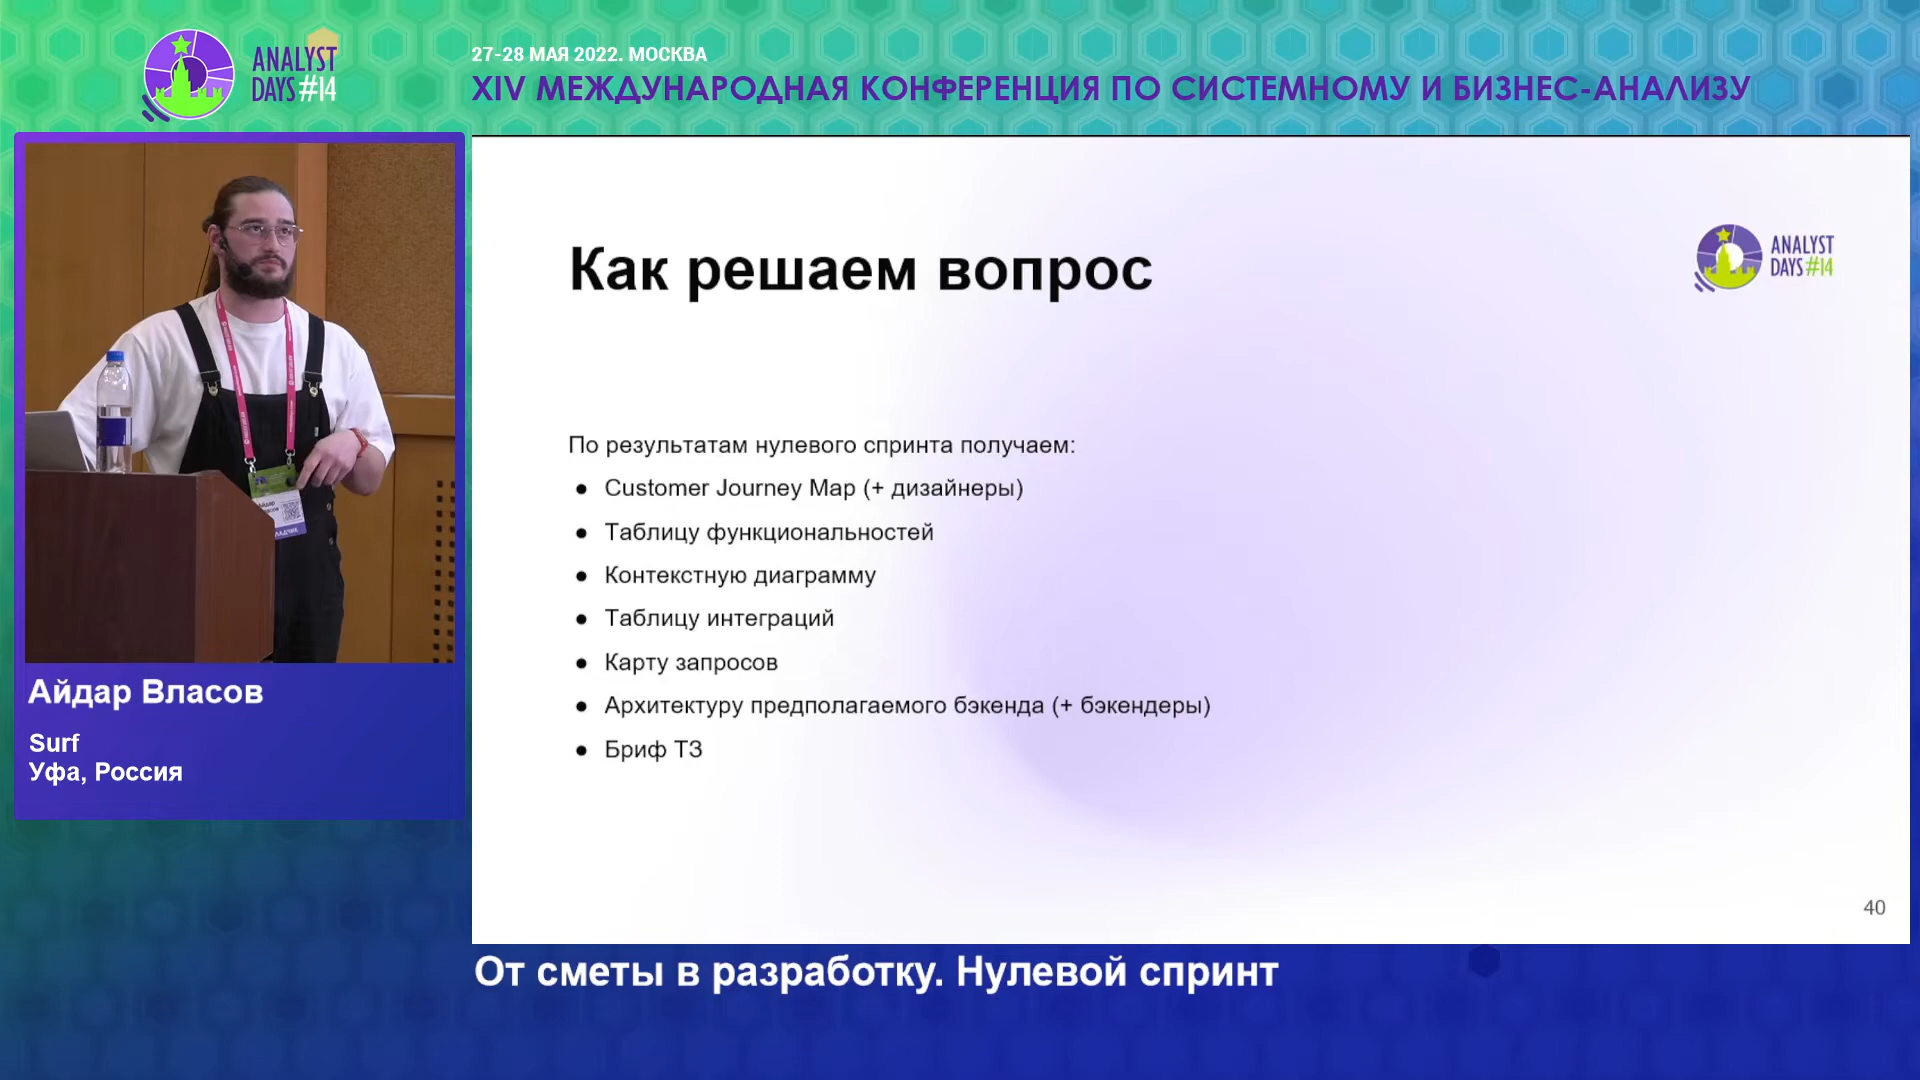 ANALYST
DAYS #14
27-28 МАЯ 2022. МОСКВА
XIV МЕЖДУНАРОДНАЯ КОНФЕРЕНЦИЯ ПО СИСТЕМНОМУ И БИЗНЕС-АНАЛИЗУ
Айдар Власов
Surf
Уфа, Россия
Как решаем вопрос
ANALYST
DAYS #14
По результатам нулевого спринта получаем:
● Customer Journey Map (+ дизайнеры)
● Таблицу функциональностей
● Контекстную диаграмму
● Таблицу интеграций
● Карту запросов
● Архитектуру предполагаемого бэкенда (+ бэкендеры)
● Бриф ТЗ
40
От сметы в разработку. Нулевой спринт